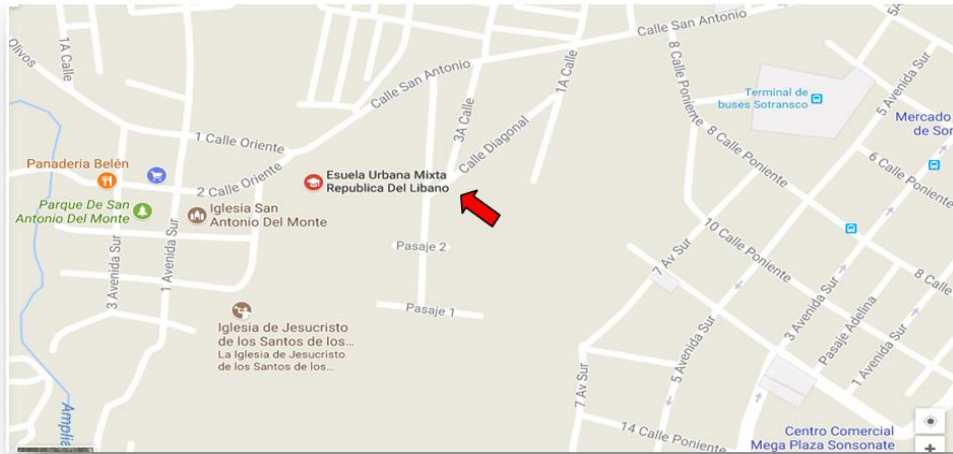 Calle San Antonio
5A
Olivos
1A Calle
Calle San Antonio
3A Calle
1A Calle
8 Calle Poniente
5 Avenida Sur
Terminal de
buses Sotransco
Mercado
de Son
1 Calle Oriente
Calle Diagonal
8 Calle Poniente
6 Calle Poniente
Panaderia Belén
2 Calle Oriente
Esuela Urbana Mixta
Republica Del Libano
Parque De San
Antonio Del Monte
Iglesia San
Antonio Del Monte
Pasaje 2
10 Calle Poniente
7 Av Sur
8 Calle
3 Avenida Sur
1 Avenida Sur
Pasaje 1
3 Avenida Sur
Pasaje Adelina
1 Avenida Sur
Iglesia de Jesucristo
de los Santos de los...
La Iglesia de Jesucristo
de los Santos de los...
5 Avenida Sur
7 Av Sur
Amplia
14 Calle Poniente
Centro Comercial
Mega Plaza Sonsonate
+